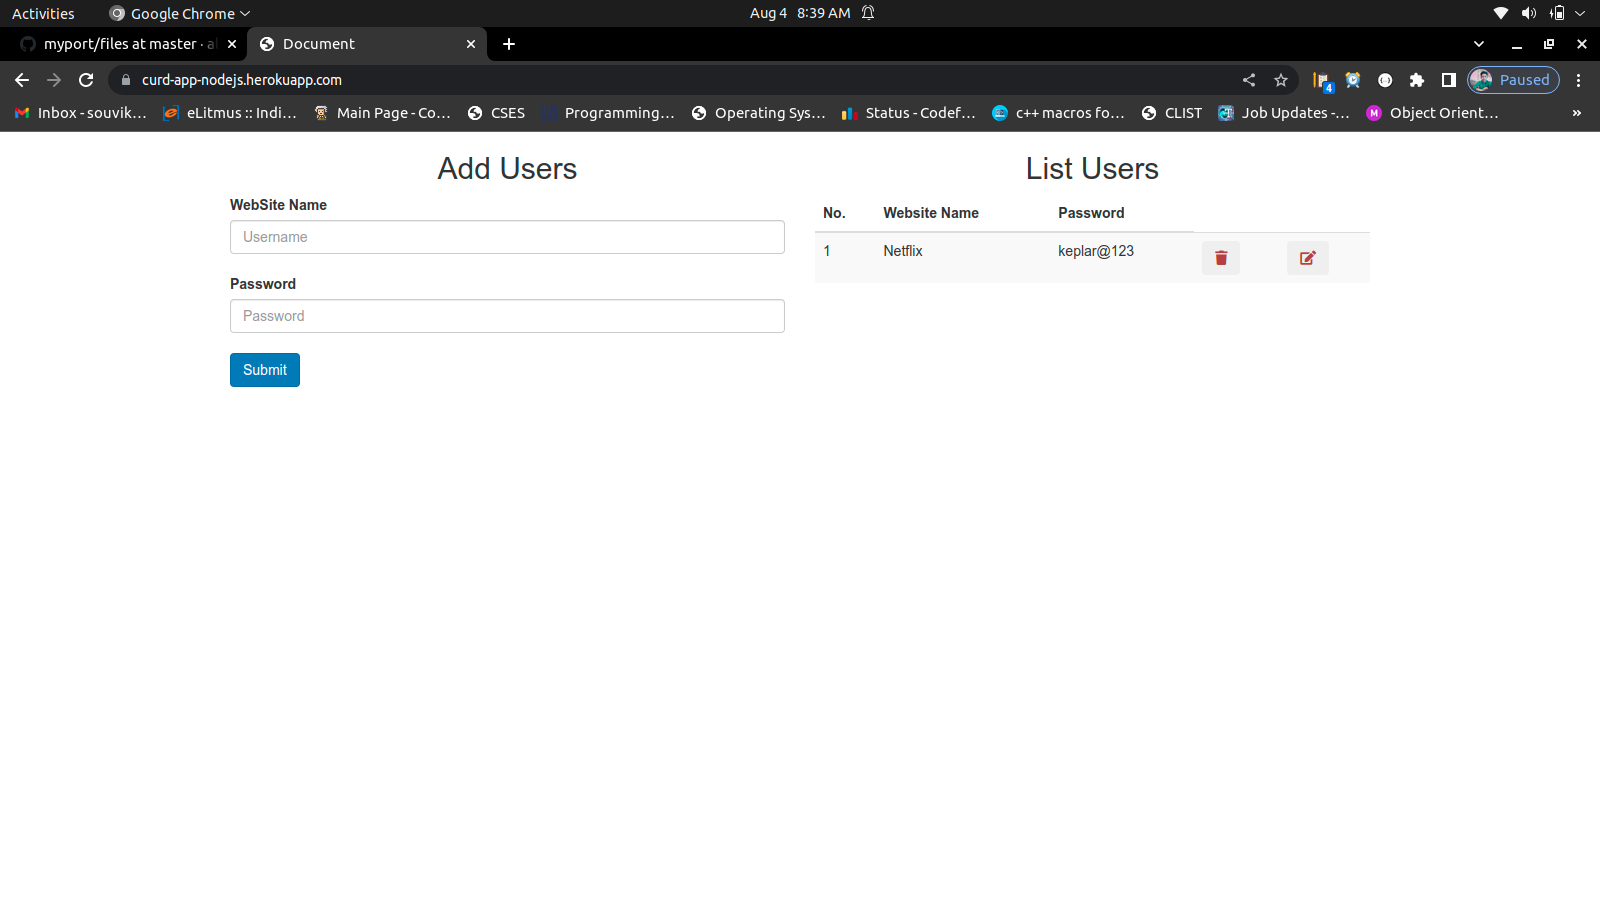 Activities Google Chrome Aug 4 8:39 AM
myport/files at master · a Document
curd-app-nodejs.herokuapp.com 4 Paused
Inbox - souvik... eLitmus :: Indi... Main Page - Co... CSES Programming... Operating Sys... Status - Codef... c++ macros fo... CLIST Job Updates -... M Object Orient... »
Add Users
WebSite Name
Username
Password
Password
Submit
List Users
No. Website Name Password
1 Netflix keplar@123